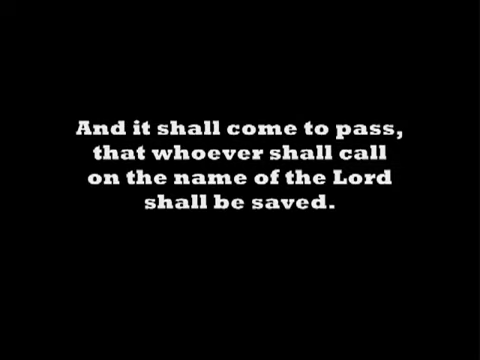 And it shall come to pass,
that whoever shall call
on the name of the Lord
shall be saved.